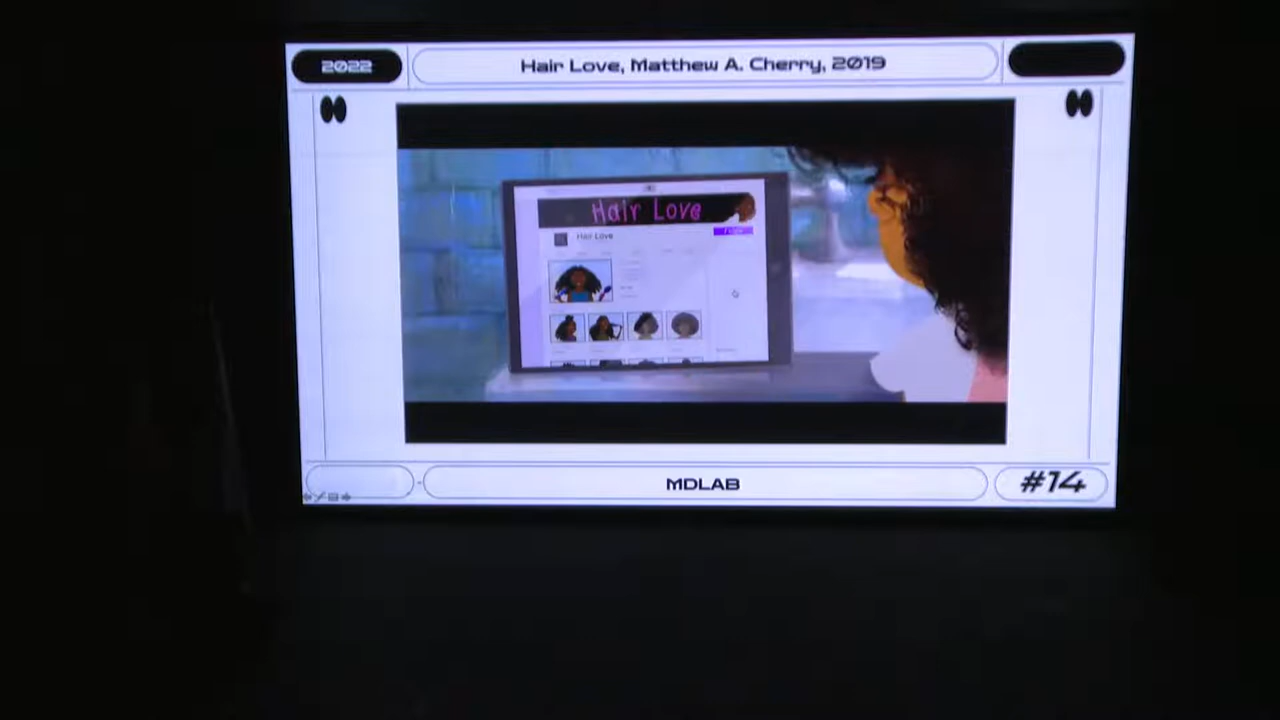 2022
Hair Love, Matthew A. Cherry, 2019
Hair Love
Hair Love
MDLAB
#14